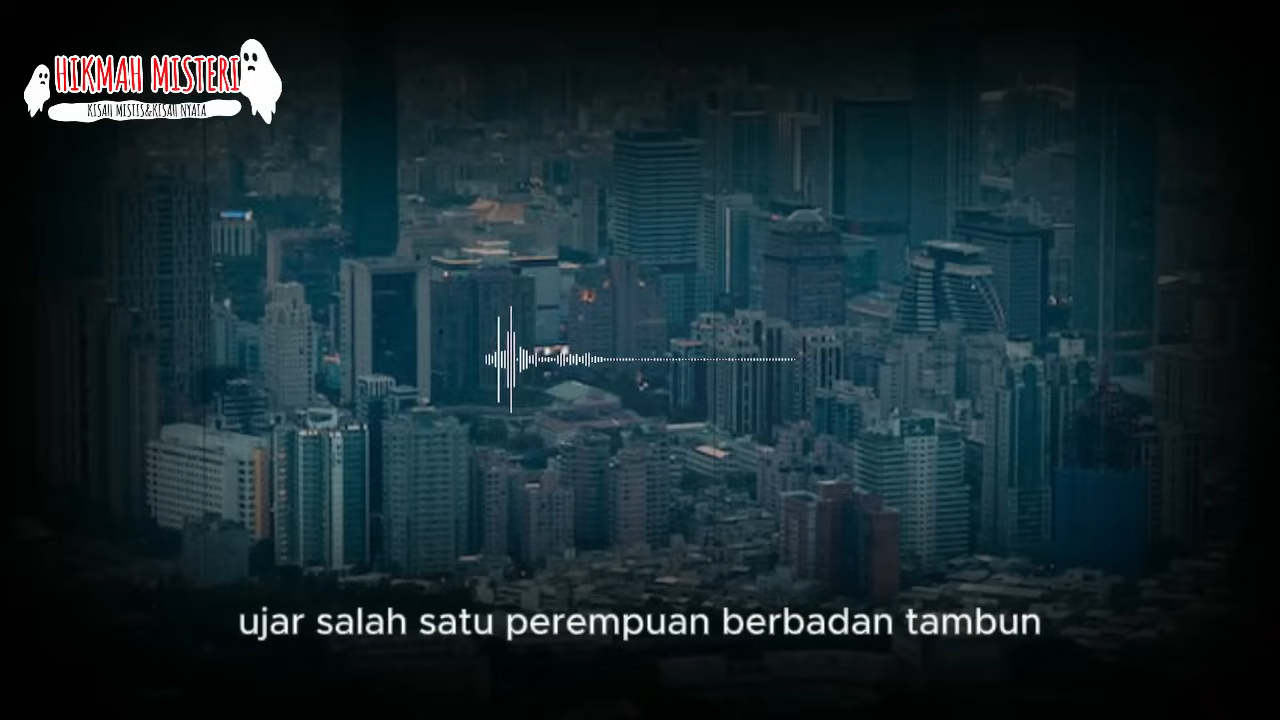 HIKMAH MISTERI
KISAH MISTIS&KISAH NYATA
ujar salah satu perempuan berbadan tambun